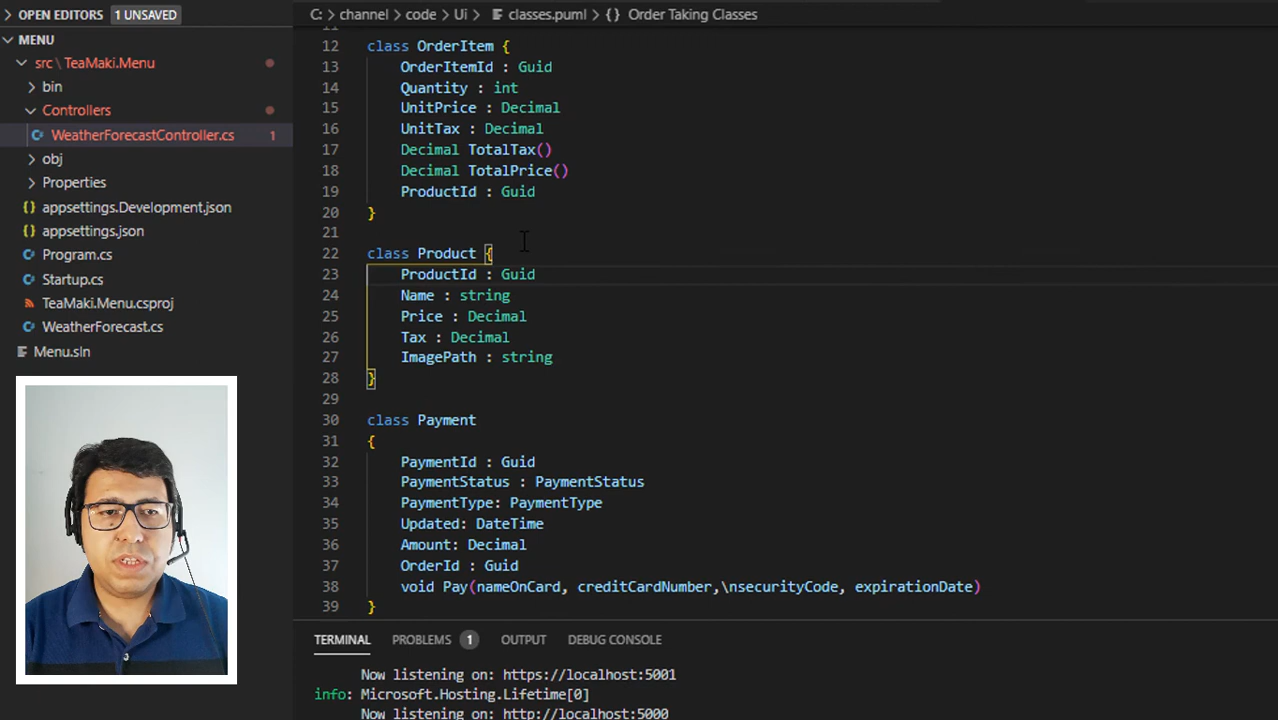 OPEN EDITORS 1 UNSAVED
MENU
src \ TeaMaki.Menu
bin
Controllers
WeatherForecastController.cs 1
obj
Properties
{} appsettings.Development.json
{} appsettings.json
Program.cs
Startup.cs
TeaMaki.Menu.csproj
WeatherForecast.cs
Menu.sln
C: > channel > code > Ui > classes.puml > {} Order Taking Classes
12 class OrderItem {
13 OrderItemId : Guid
14 Quantity : int
15 UnitPrice : Decimal
16 UnitTax : Decimal
17 Decimal TotalTax()
18 Decimal TotalPrice()
19 ProductId : Guid
20 }
21
22 class Product {
23 ProductId : Guid
24 Name : string
25 Price : Decimal
26 Tax : Decimal
27 ImagePath : string
28 }
29
30 class Payment
31 {
32 PaymentId : Guid
33 PaymentStatus : PaymentStatus
34 PaymentType: PaymentType
35 Updated: DateTime
36 Amount: Decimal
37 OrderId : Guid
38 void Pay(nameOnCard, creditCardNumber,\nsecurityCode, expirationDate)
39 }
TERMINAL PROBLEMS 1 OUTPUT DEBUG CONSOLE
Now listening on: https://localhost:5001
info: Microsoft.Hosting.Lifetime[0]
Now listening on: http://localhost:5000